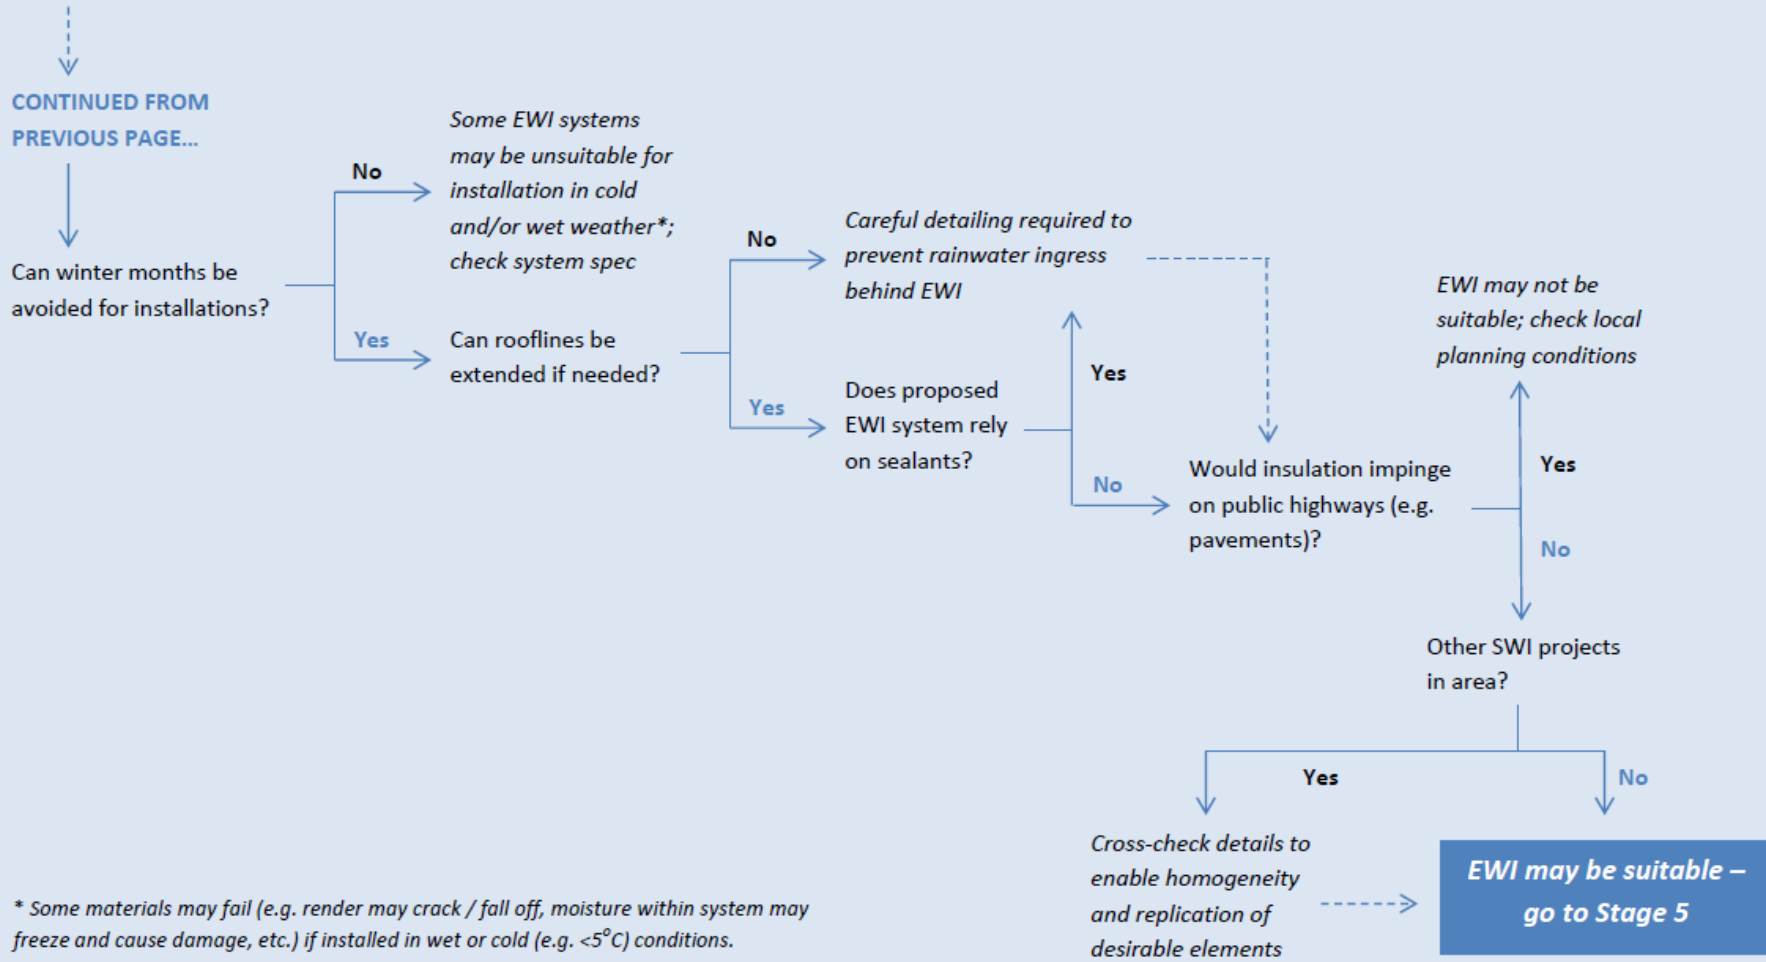 CONTINUED FROM
PREVIOUS PAGE...
Can winter months be
avoided for installations?
No
Some EWI systems
may be unsuitable for
installation in cold
and/or wet weather*;
check system spec
Yes
Can rooflines be
extended if needed?
No
Careful detailing required to
prevent rainwater ingress
behind EWI
Yes
Does proposed
EWI system rely
on sealants?
Yes
No
Would insulation impinge
on public highways (e.g.
pavements)?
EWI may not be
suitable; check local
planning conditions
Yes
No
Other SWI projects
in area?
Yes
No
Cross-check details to
enable homogeneity
and replication of
desirable elements
EWI may be suitable –
go to Stage 5
* Some materials may fail (e.g. render may crack / fall off, moisture within system may
freeze and cause damage, etc.) if installed in wet or cold (e.g. <5°C) conditions.